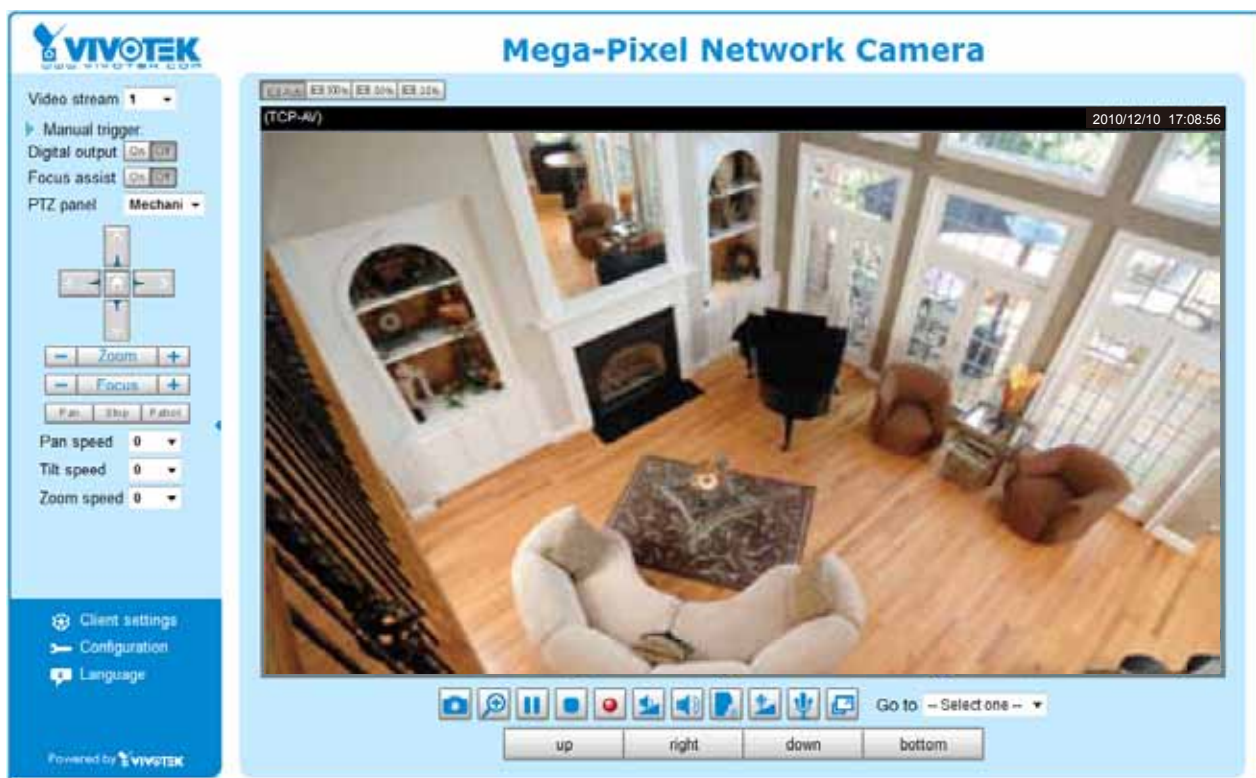 VIVOTEK
WWW.VIVOTEK.COM
Mega-Pixel Network Camera
Video stream 1
Manual trigger:
Digital output On Off
Focus assist On Off
PTZ panel Mechani
− Zoom +
− Focus +
Pan Stop Patrol
Pan speed 0
Tilt speed 0
Zoom speed 0
Client settings
Configuration
Language
Powered by VIVOTEK
(TCP-AV) 2010/12/10 17:08:56
Go to -- Select one --
up right down bottom